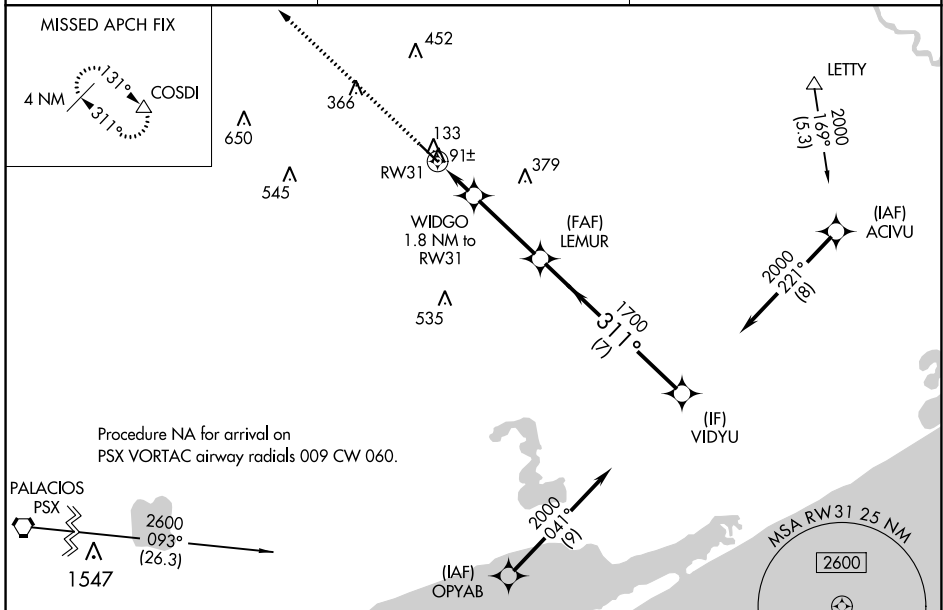 MISSED APCH FIX
4 NM
131°
311°
COSDI
650
545
366
452
133
91±
379
RW31
WIDGO
1.8 NM to
RW31
(FAF)
LEMUR
535
1700
311°
(7)
(IF)
VIDYU
LETTY
2000
169°
(5.3)
(IAF)
ACIVU
2000
221°
(8)
Procedure NA for arrival on
PSX VORTAC airway radials 009 CW 060.
PALACIOS
PSX
2600
093°
(26.3)
1547
2000
041°
(9)
(IAF)
OPYAB
MSA RW31 25 NM
2600